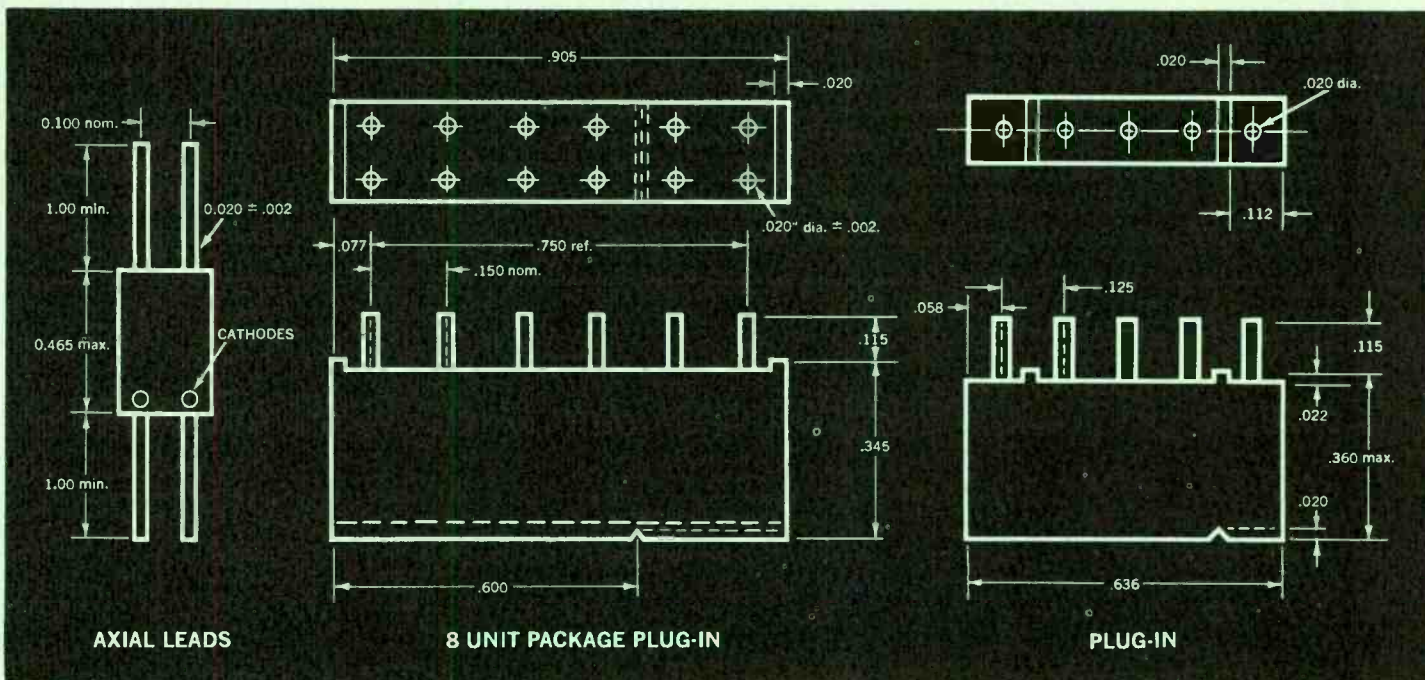 0.100 nom.
1.00 min.
0.020 ± .002
0.465 max.
CATHODES
1.00 min.
AXIAL LEADS
.905
.020
.020" dia. ± .002.
.077
.750 ref.
.150 nom.
.115
.345
.600
8 UNIT PACKAGE PLUG-IN
.020
.020 dia.
.112
.058
.125
.115
.022
.360 max.
.020
.636
PLUG-IN